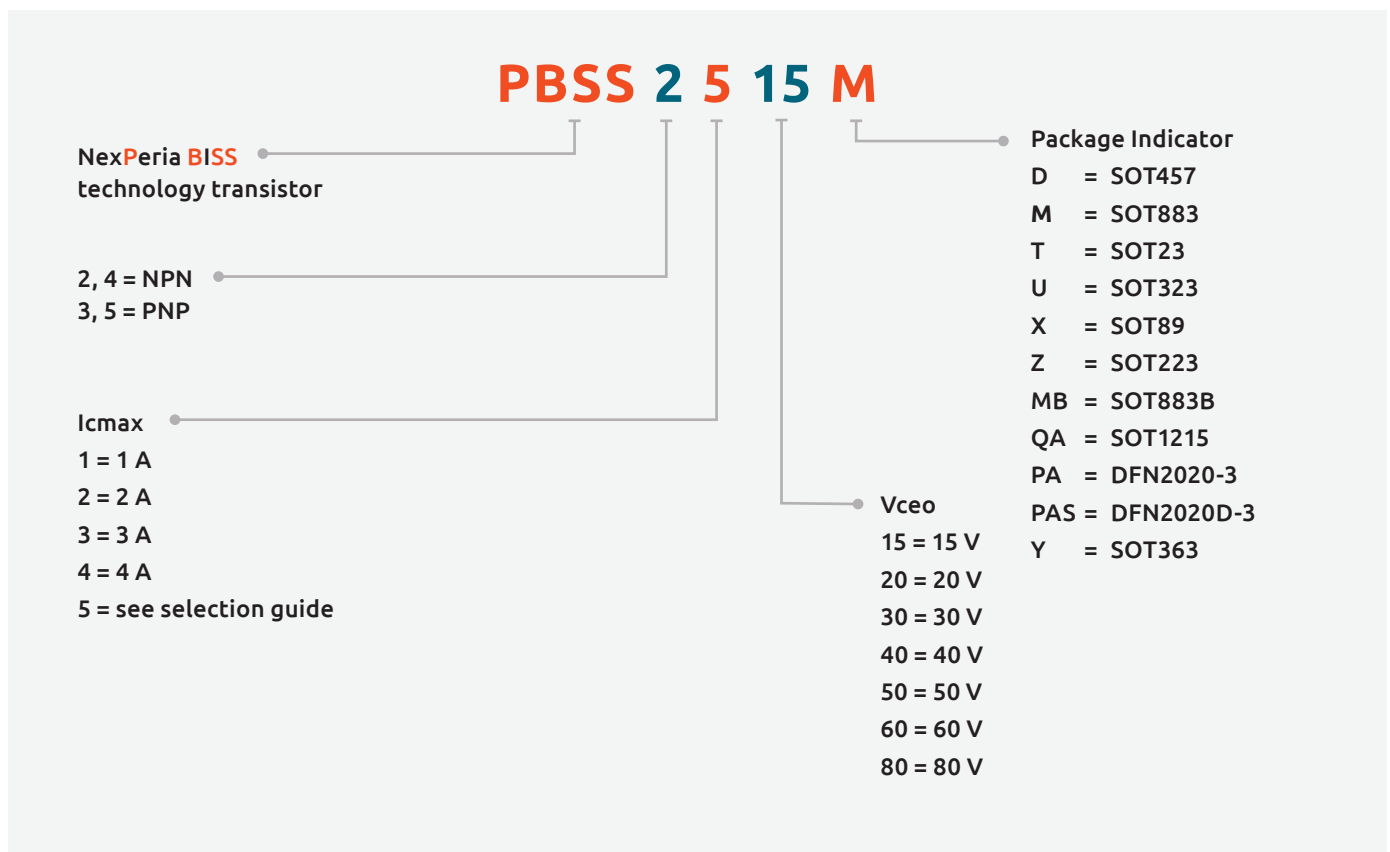 PBSS 2 5 15 M
NexPeria BISS
technology transistor
2, 4 = NPN
3, 5 = PNP
Icmax
1 = 1 A
2 = 2 A
3 = 3 A
4 = 4 A
5 = see selection guide
Vceo
15 = 15 V
20 = 20 V
30 = 30 V
40 = 40 V
50 = 50 V
60 = 60 V
80 = 80 V
Package Indicator
D = SOT457
M = SOT883
T = SOT23
U = SOT323
X = SOT89
Z = SOT223
MB = SOT883B
QA = SOT1215
PA = DFN2020-3
PAS = DFN2020D-3
Y = SOT363